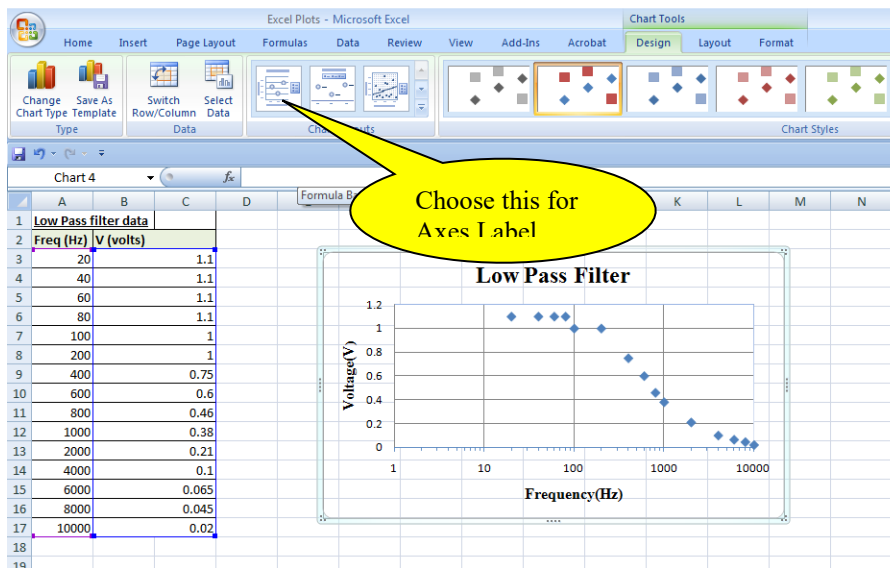 Excel Plots - Microsoft Excel
Chart Tools
Home Insert Page Layout Formulas Data Review View Add-Ins Acrobat Design Layout Format
Change Chart Type
Save As Template
Switch Row/Column
Select Data
Type
Data
Chart Styles
Chart 4
fx
Formula Ba
Choose this for
Axes Label
A B C D K L M N
1 Low Pass filter data
2 Freq (Hz) V (volts)
3 20 1.1
4 40 1.1
5 60 1.1
6 80 1.1
7 100 1
8 200 1
9 400 0.75
10 600 0.6
11 800 0.46
12 1000 0.38
13 2000 0.21
14 4000 0.1
15 6000 0.065
16 8000 0.045
17 10000 0.02
18
19
Low Pass Filter
Voltage(V)
1.2
1
0.8
0.6
0.4
0.2
0
1 10 100 1000 10000
Frequency(Hz)